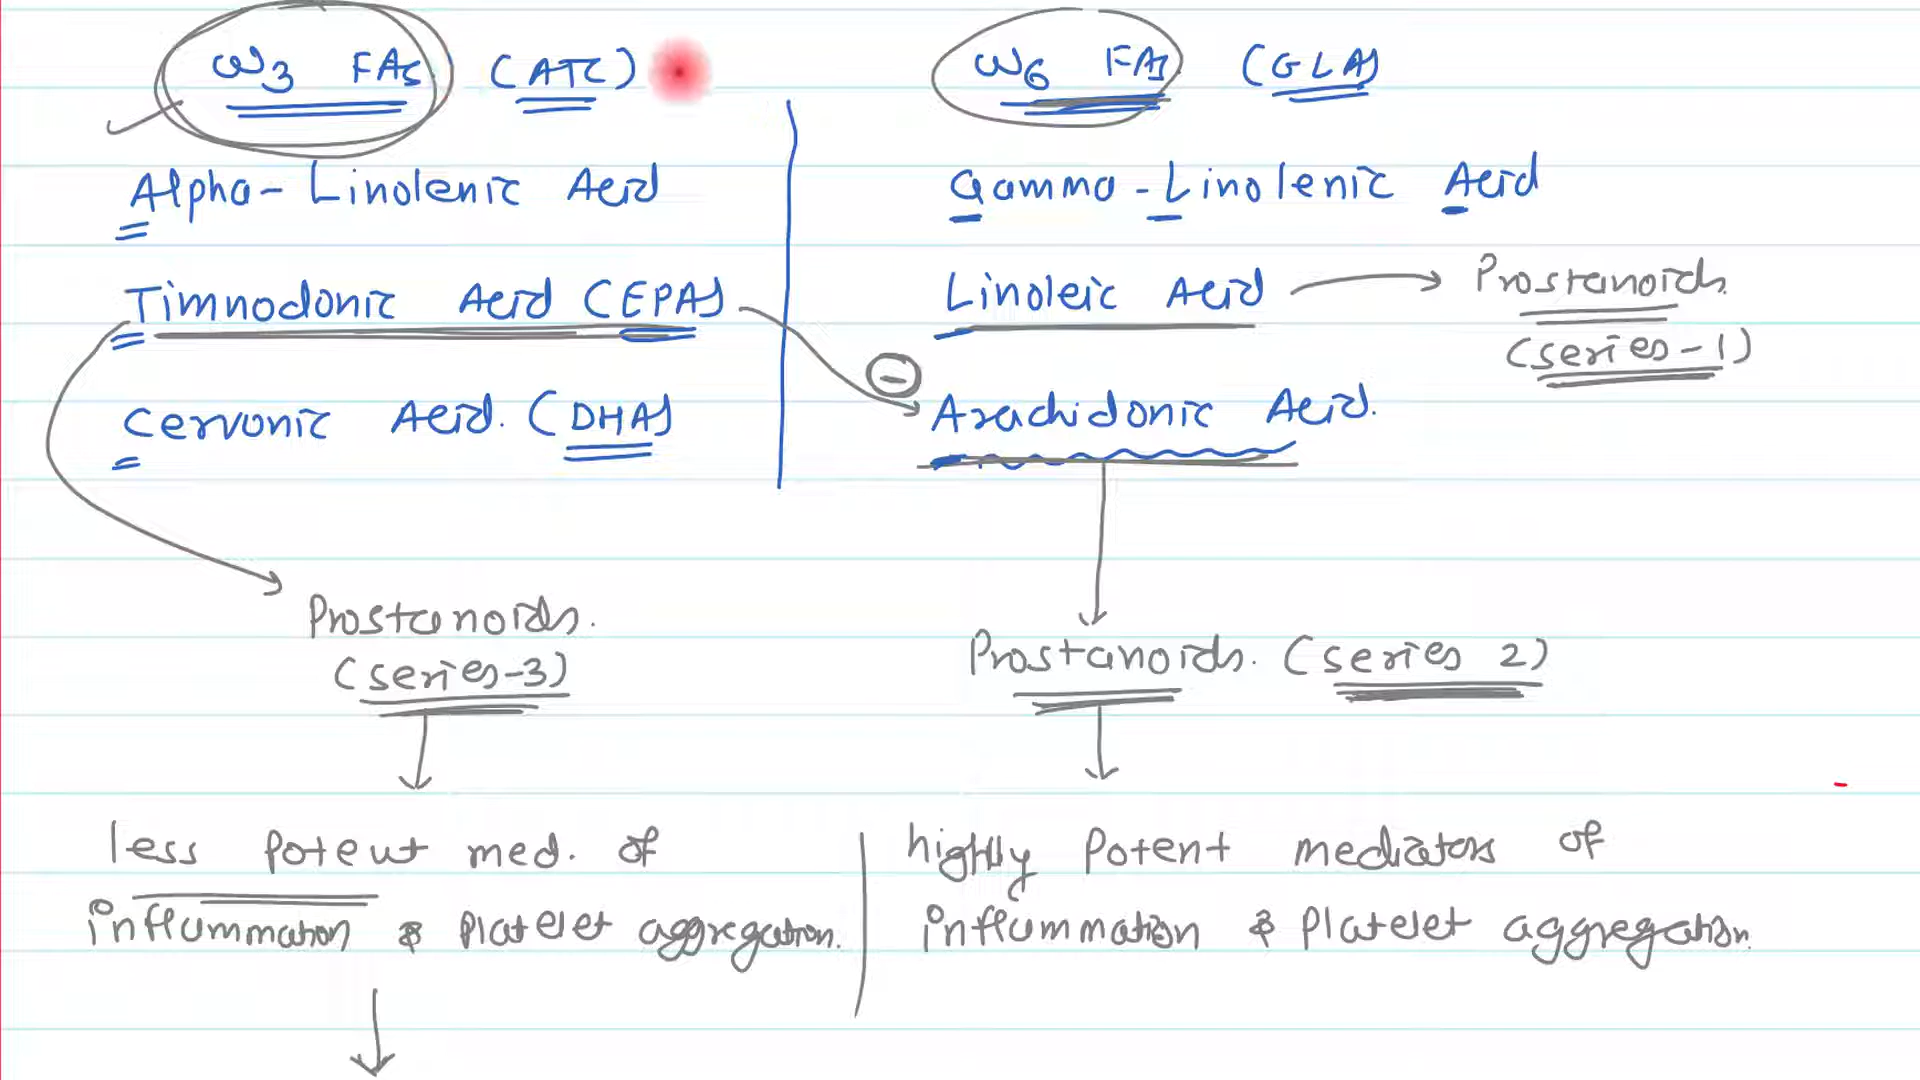 ω3 FAs (ATC)
Alpha-Linolenic Acid
Timnodonic Acid (EPA)
Cervonic Acid. (DHA)
Prostanoids.
(series-3)
less Potent med. of
inflammation & Platelet aggregation.
ω6 FAs (GLA)
Gamma-Linolenic Acid
Linoleic Acid → Prostanoids
(series-1)
⊖
Arachidonic Acid.
Prostanoids. (series 2)
highly Potent mediators of
inflammation & Platelet aggregation.